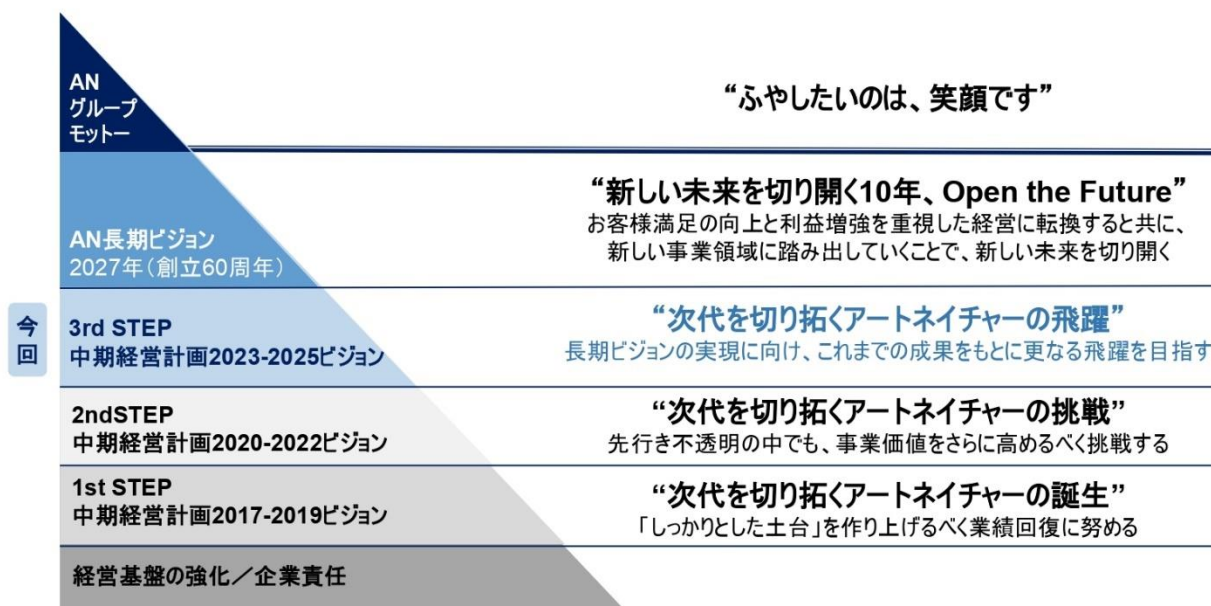 AN
グループ
モットー
“ふやしたいのは、笑顔です”
AN長期ビジョン
2027年(創立60周年)
“新しい未来を切り開く10年、Open the Future”
お客様満足の向上と利益増強を重視した経営に転換すると共に、
新しい事業領域に踏み出していくことで、新しい未来を切り開く
今
回
3rd STEP
中期経営計画2023-2025ビジョン
“次代を切り拓くアートネイチャーの飛躍”
長期ビジョンの実現に向け、これまでの成果をもとに更なる飛躍を目指す
2ndSTEP
中期経営計画2020-2022ビジョン
“次代を切り拓くアートネイチャーの挑戦”
先行き不透明の中でも、事業価値をさらに高めるべく挑戦する
1st STEP
中期経営計画2017-2019ビジョン
“次代を切り拓くアートネイチャーの誕生”
「しっかりとした土台」を作り上げるべく業績回復に努める
経営基盤の強化／企業責任